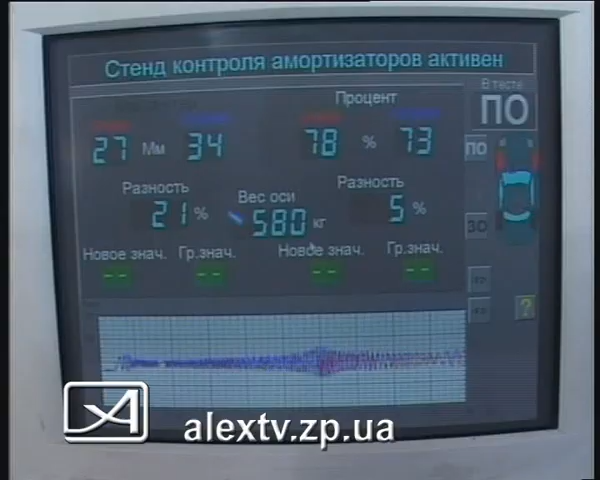 Стенд контроля амортизаторов активен
В тесте
ПО
Процент
27 Мм 34 78 % 73
ПО
Разность Вес оси Разность
21 % 580 кг 5 %
ЗО
Новое знач. Гр.знач. Новое знач. Гр.знач.
-- -- -- --
?
alextv.zp.ua